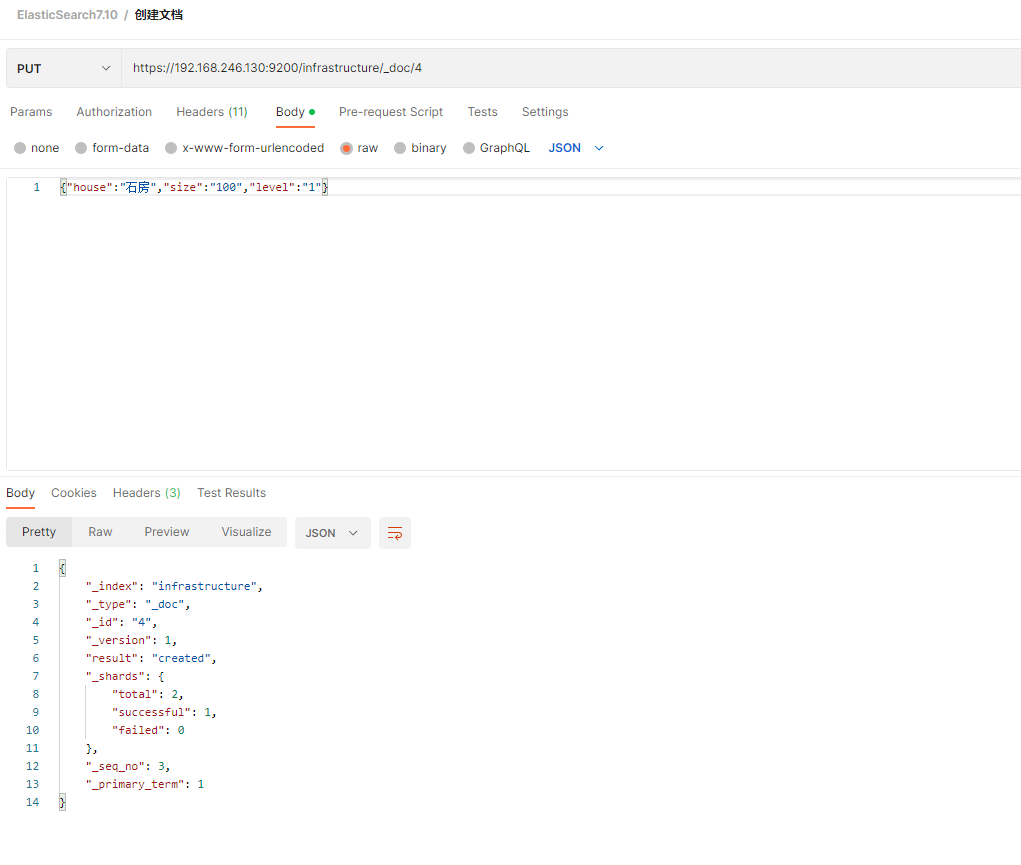 ElasticSearch7.10 / 创建文档
PUT https://192.168.246.130:9200/infrastructure/_doc/4
Params Authorization Headers (11) Body Pre-request Script Tests Settings
none form-data x-www-form-urlencoded raw binary GraphQL JSON
1 {"house":"石房","size":"100","level":"1"}
Body Cookies Headers (3) Test Results
Pretty Raw Preview Visualize JSON
1 {
2 "_index": "infrastructure",
3 "_type": "_doc",
4 "_id": "4",
5 "_version": 1,
6 "result": "created",
7 "_shards": {
8 "total": 2,
9 "successful": 1,
10 "failed": 0
11 },
12 "_seq_no": 3,
13 "_primary_term": 1
14 }